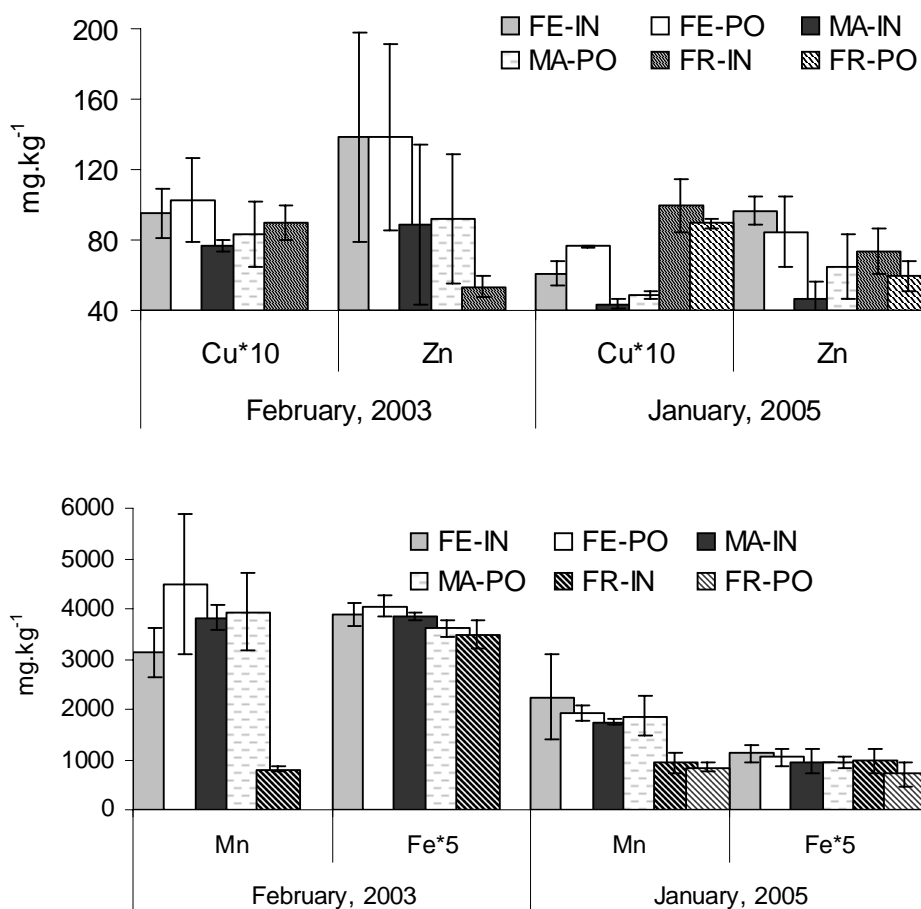 FE-IN FE-PO MA-IN
MA-PO FR-IN FR-PO
mg.kg-1
200
160
120
80
40
Cu*10 Zn Cu*10 Zn
February, 2003 January, 2005
FE-IN FE-PO MA-IN
MA-PO FR-IN FR-PO
mg.kg-1
6000
5000
4000
3000
2000
1000
0
Mn Fe*5 Mn Fe*5
February, 2003 January, 2005